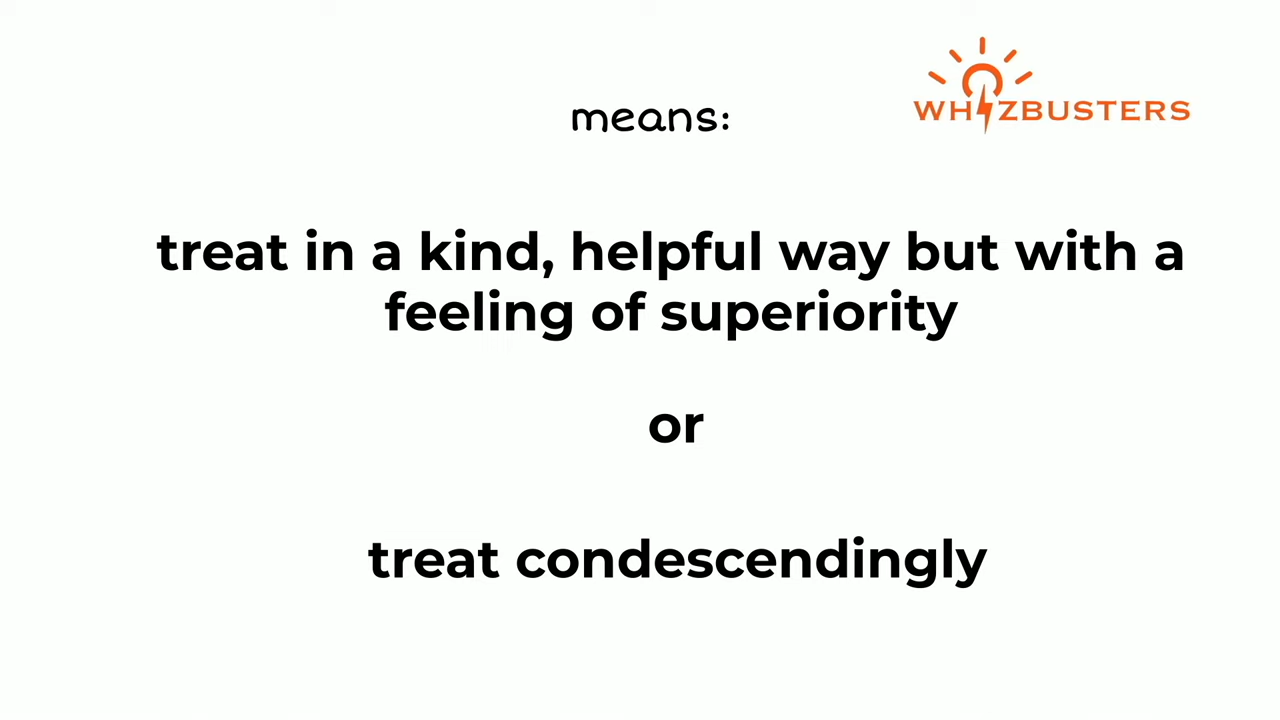 WHIZBUSTERS
means:
treat in a kind, helpful way but with a
feeling of superiority
or
treat condescendingly